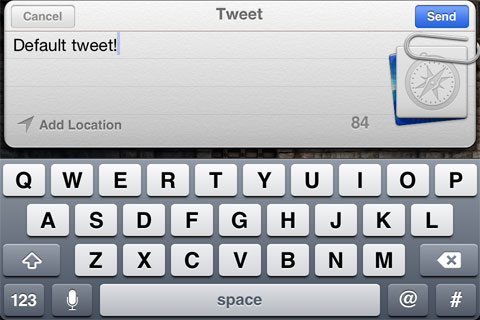 Cancel Tweet Send
Default tweet!
Add Location 84
Q W E R T Y U I O P
A S D F G H J K L
Z X C V B N M
123 space @ #